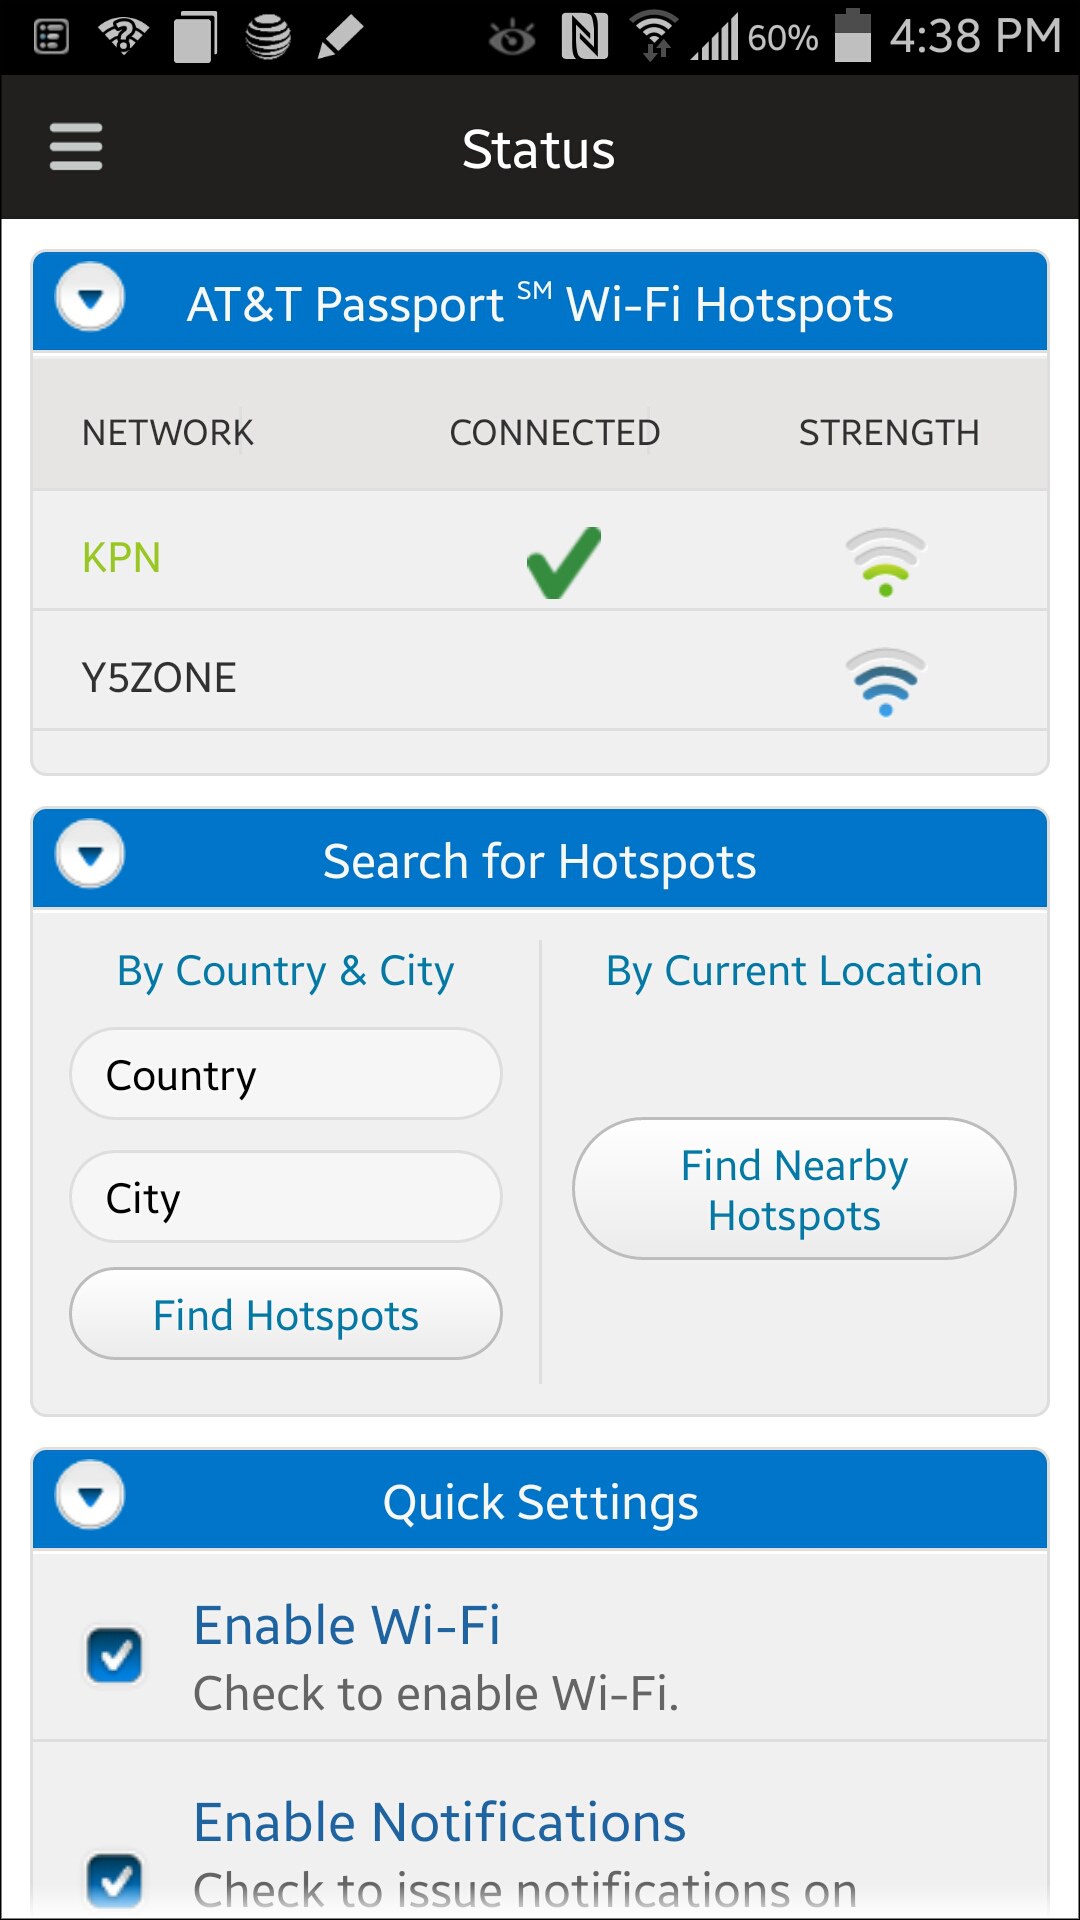 60% 4:38 PM
Status
AT&T Passport SM Wi-Fi Hotspots
NETWORK CONNECTED STRENGTH
KPN
Y5ZONE
Search for Hotspots
By Country & City
Country
City
Find Hotspots
By Current Location
Find Nearby
Hotspots
Quick Settings
Enable Wi-Fi
Check to enable Wi-Fi.
Enable Notifications
Check to issue notifications on